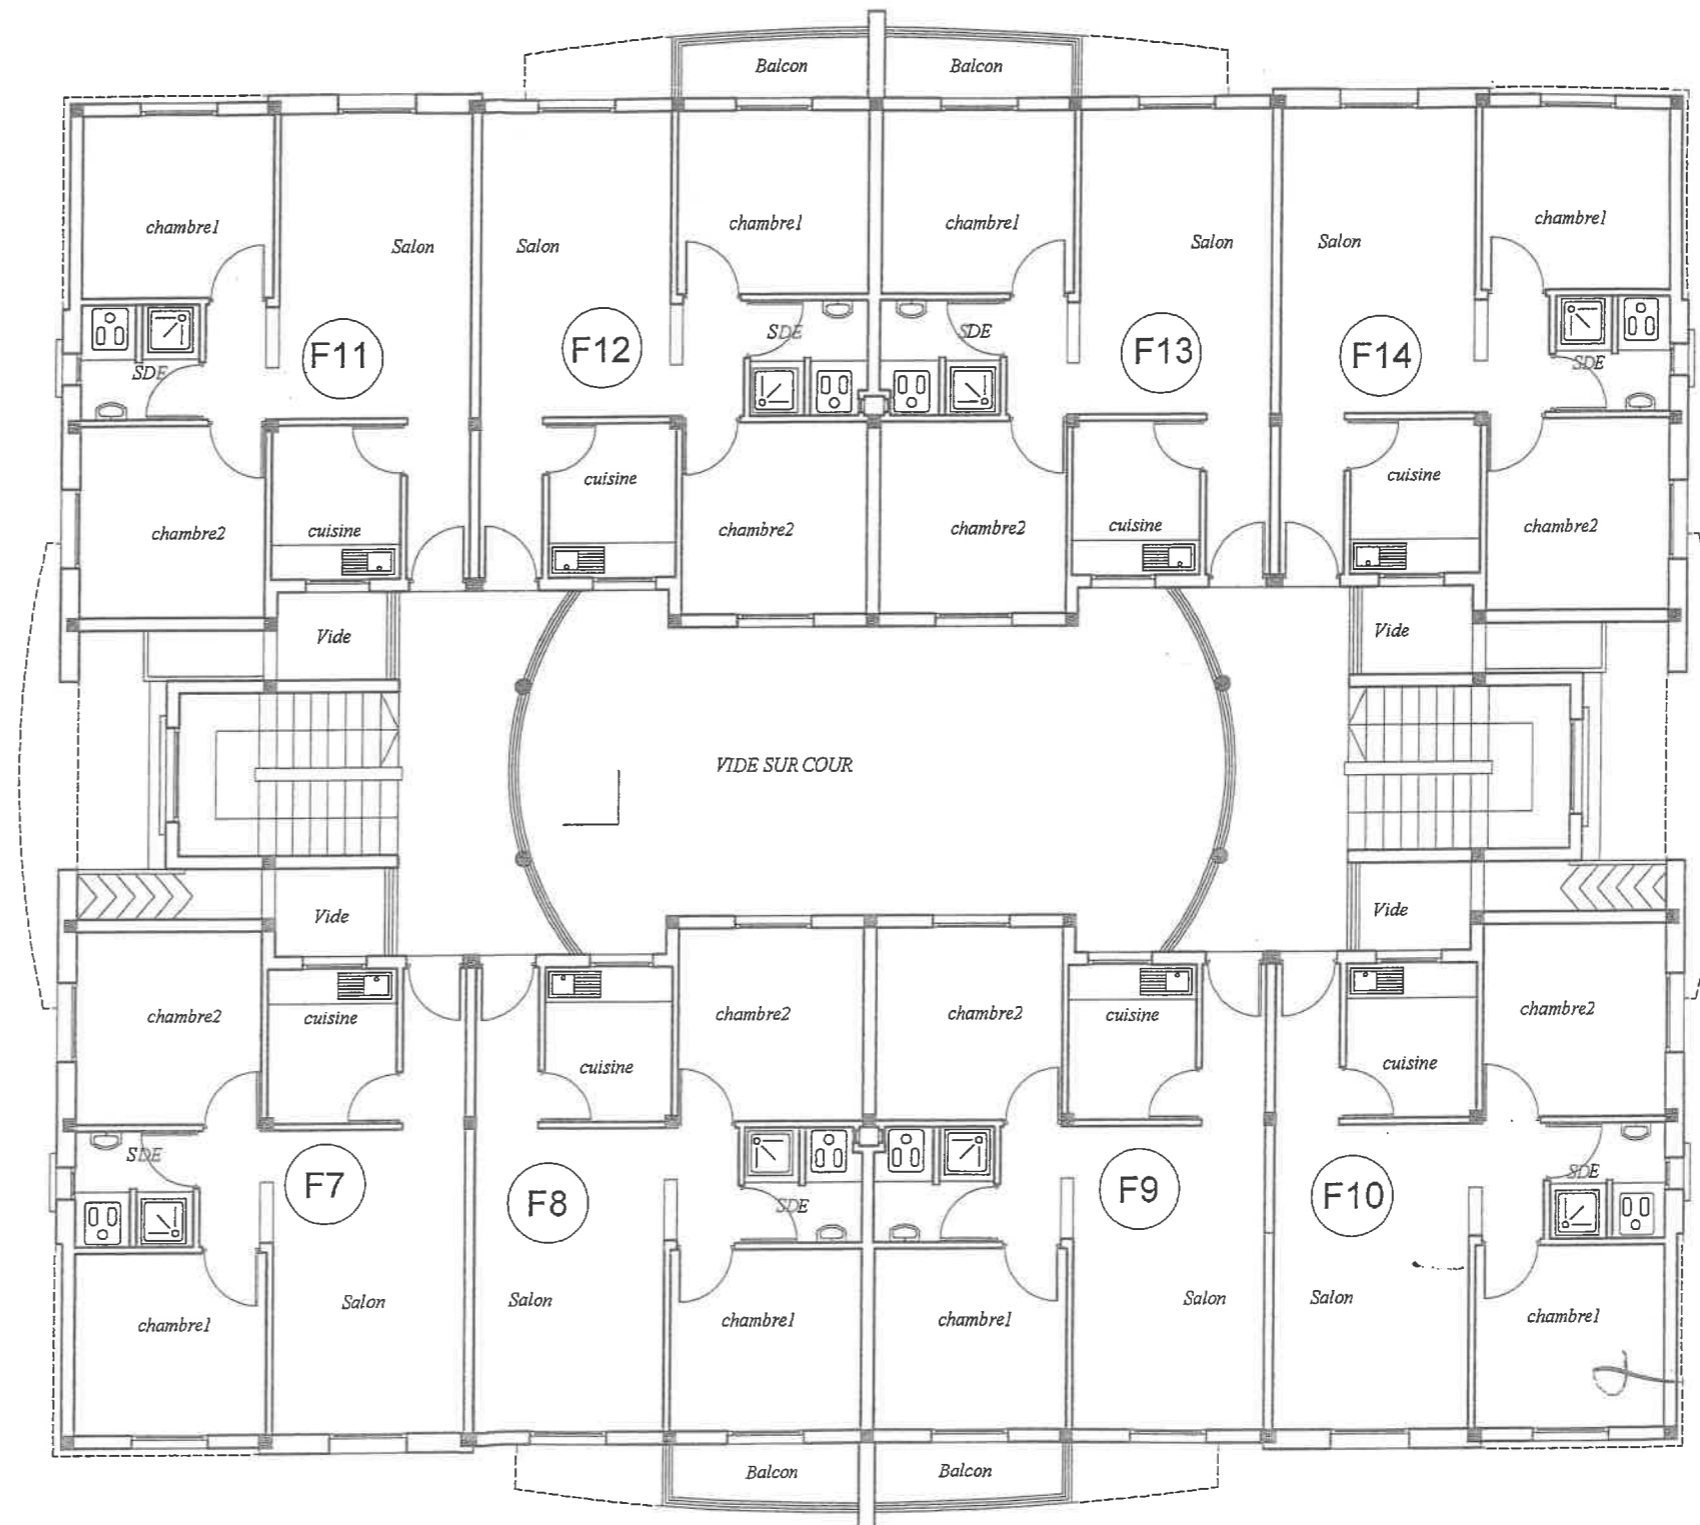 Balcon Balcon
chambre1 Salon Salon chambre1 chambre1 Salon Salon chambre1
SDE F11 F12 SDE SDE F13 F14 SDE
chambre2 cuisine cuisine chambre2 chambre2 cuisine cuisine chambre2
Vide Vide
VIDE SUR COUR
Vide Vide
chambre2 cuisine cuisine chambre2 chambre2 cuisine cuisine chambre2
SDE F7 F8 SDE F9 F10 SDE
chambre1 Salon Salon chambre1 chambre1 Salon Salon chambre1
Balcon Balcon